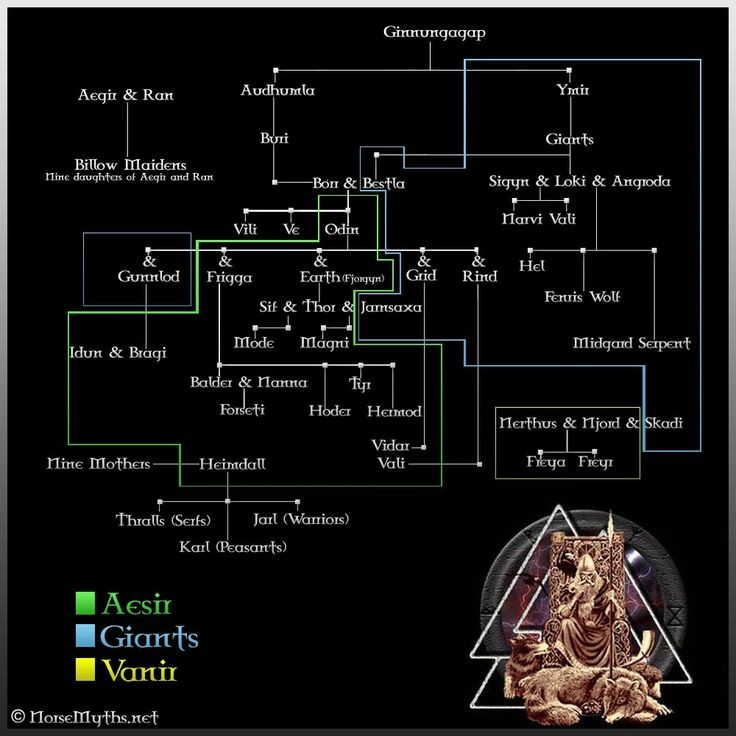 Ginnungagap
Aegir & Ran
Audhumla
Ymir
Buri
Giants
Billow Maidens
Nine daughters of Aegir and Ran
Borr & Bestla
Sigyn & Loki & Angroda
Narvi Vali
Vili
Ve
Odin
&
Gunnlod
&
Frigga
&
Earth (Fjorgyn)
&
Grid
&
Rind
Hel
Fenris Wolf
Midgard Serpent
Sif & Thor & Jarnsaxa
Mode
Magni
Idun & Bragi
Balder & Nanna
Tyr
Forseti
Hoder
Hermod
Nerthus & Njord & Skadi
Freya
Freyr
Vidar
Vali
Nine Mothers
Heimdall
Thralls (Serfs)
Jarl (Warriors)
Karl (Peasants)
Aesir
Giants
Vanir
© NorseMyths.net